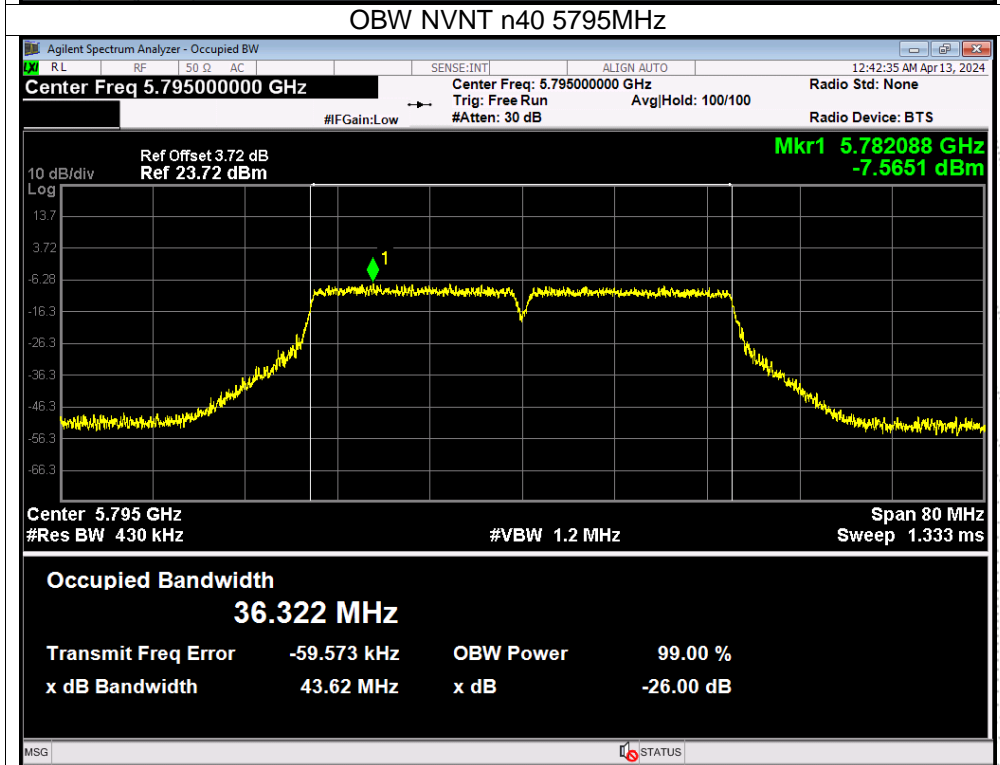 OBW NVNT n40 5795MHz
Agilent Spectrum Analyzer - Occupied BW
LXI RL RF 50 Ω AC SENSE:INT ALIGN AUTO 12:42:35 AM Apr 13, 2024
Center Freq 5.795000000 GHz Center Freq: 5.795000000 GHz Radio Std: None
Trig: Free Run Avg|Hold: 100/100
#IFGain:Low #Atten: 30 dB Radio Device: BTS
Mkr1 5.782088 GHz
Ref Offset 3.72 dB
10 dB/div Ref 23.72 dBm -7.5651 dBm
Log
13.7
3.72
1
-6.28
-16.3
-26.3
-36.3
-46.3
-56.3
-66.3
Center 5.795 GHz Span 80 MHz
#Res BW 430 kHz #VBW 1.2 MHz Sweep 1.333 ms
Occupied Bandwidth
36.322 MHz
Transmit Freq Error -59.573 kHz OBW Power 99.00 %
x dB Bandwidth 43.62 MHz x dB -26.00 dB
MSG STATUS